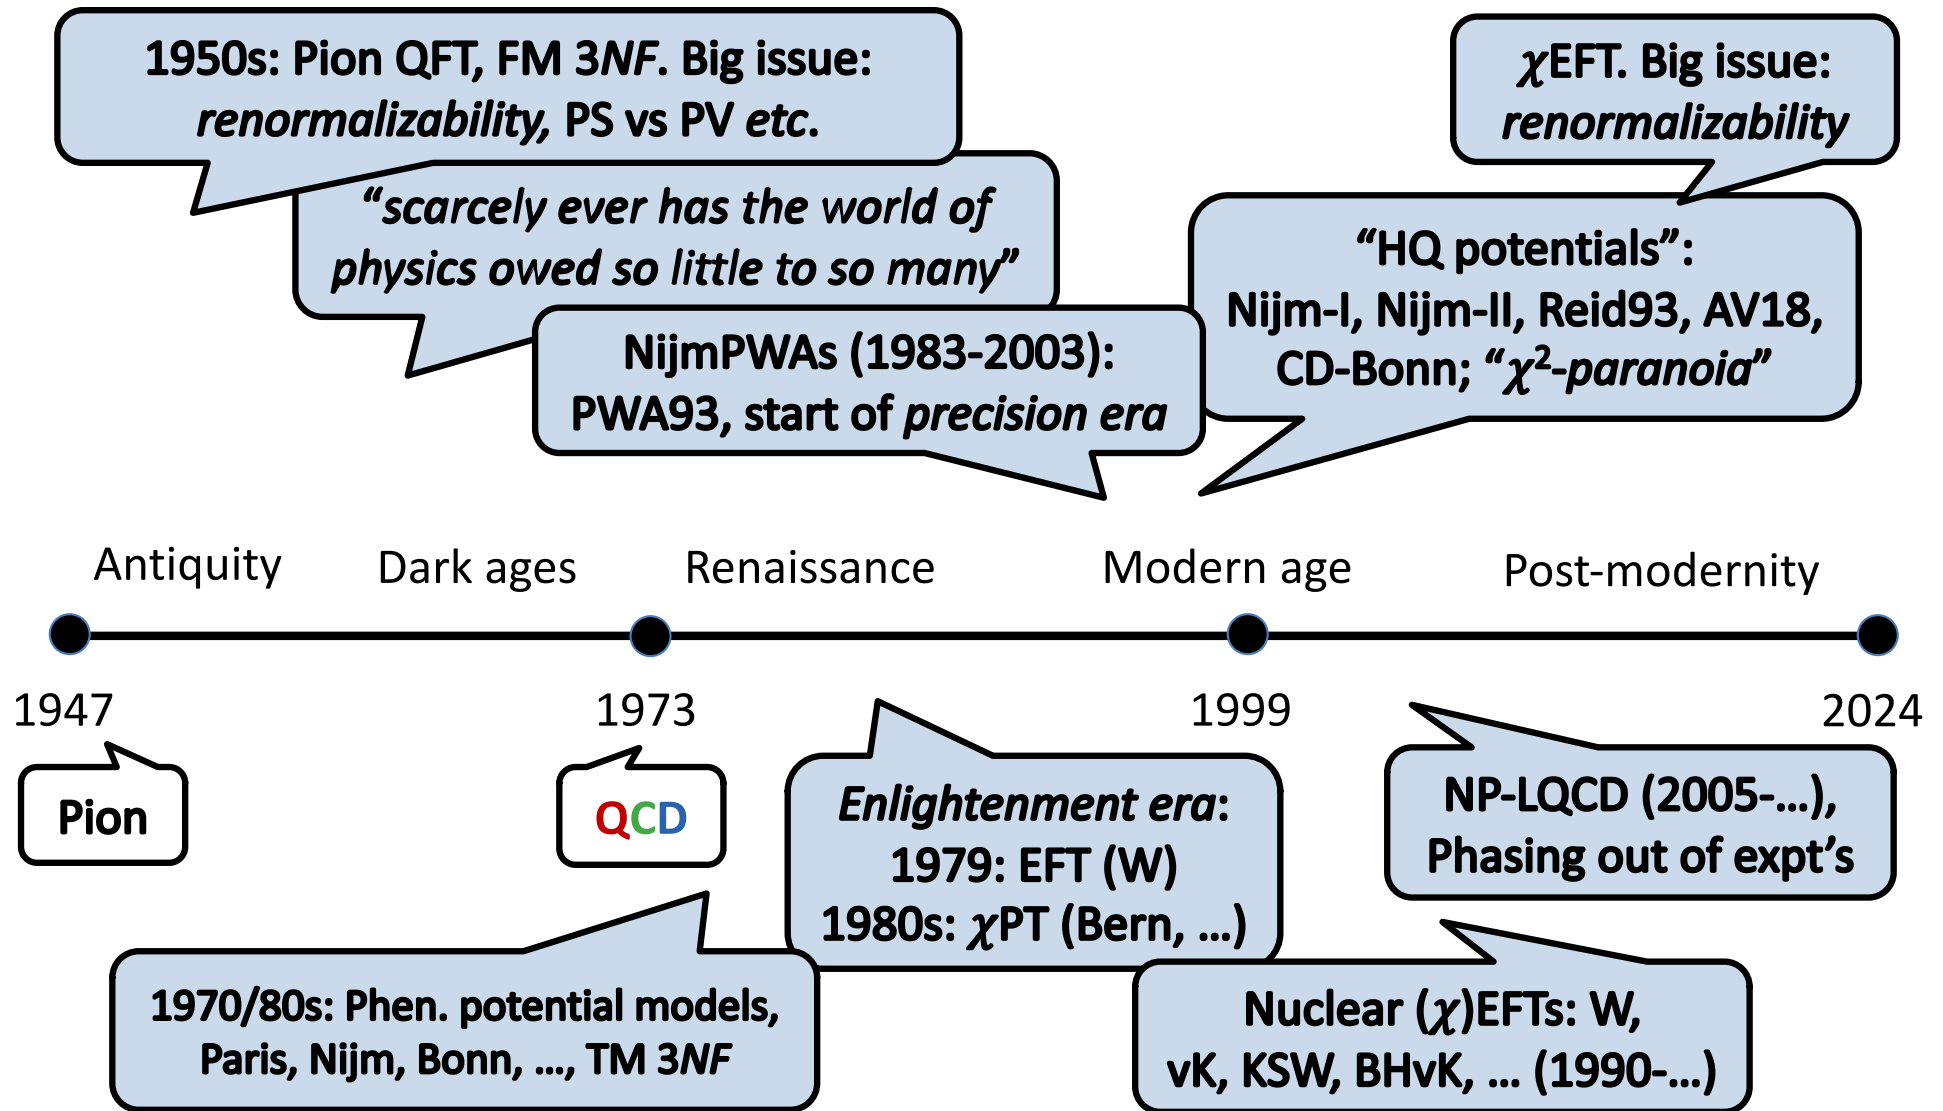 1950s: Pion QFT, FM 3NF. Big issue:
renormalizability, PS vs PV etc.
χEFT. Big issue:
renormalizability
“scarcely ever has the world of
physics owed so little to so many”
“HQ potentials”:
Nijm-I, Nijm-II, Reid93, AV18,
CD-Bonn; “χ²-paranoia”
NijmPWAs (1983-2003):
PWA93, start of precision era
Antiquity
Dark ages
Renaissance
Modern age
Post-modernity
1947
1973
1999
2024
Pion
QCD
Enlightenment era:
1979: EFT (W)
1980s: χPT (Bern, ...)
NP-LQCD (2005-...),
Phasing out of expt’s
1970/80s: Phen. potential models,
Paris, Nijm, Bonn, ..., TM 3NF
Nuclear (χ)EFTs: W,
vK, KSW, BHvK, ... (1990-...)